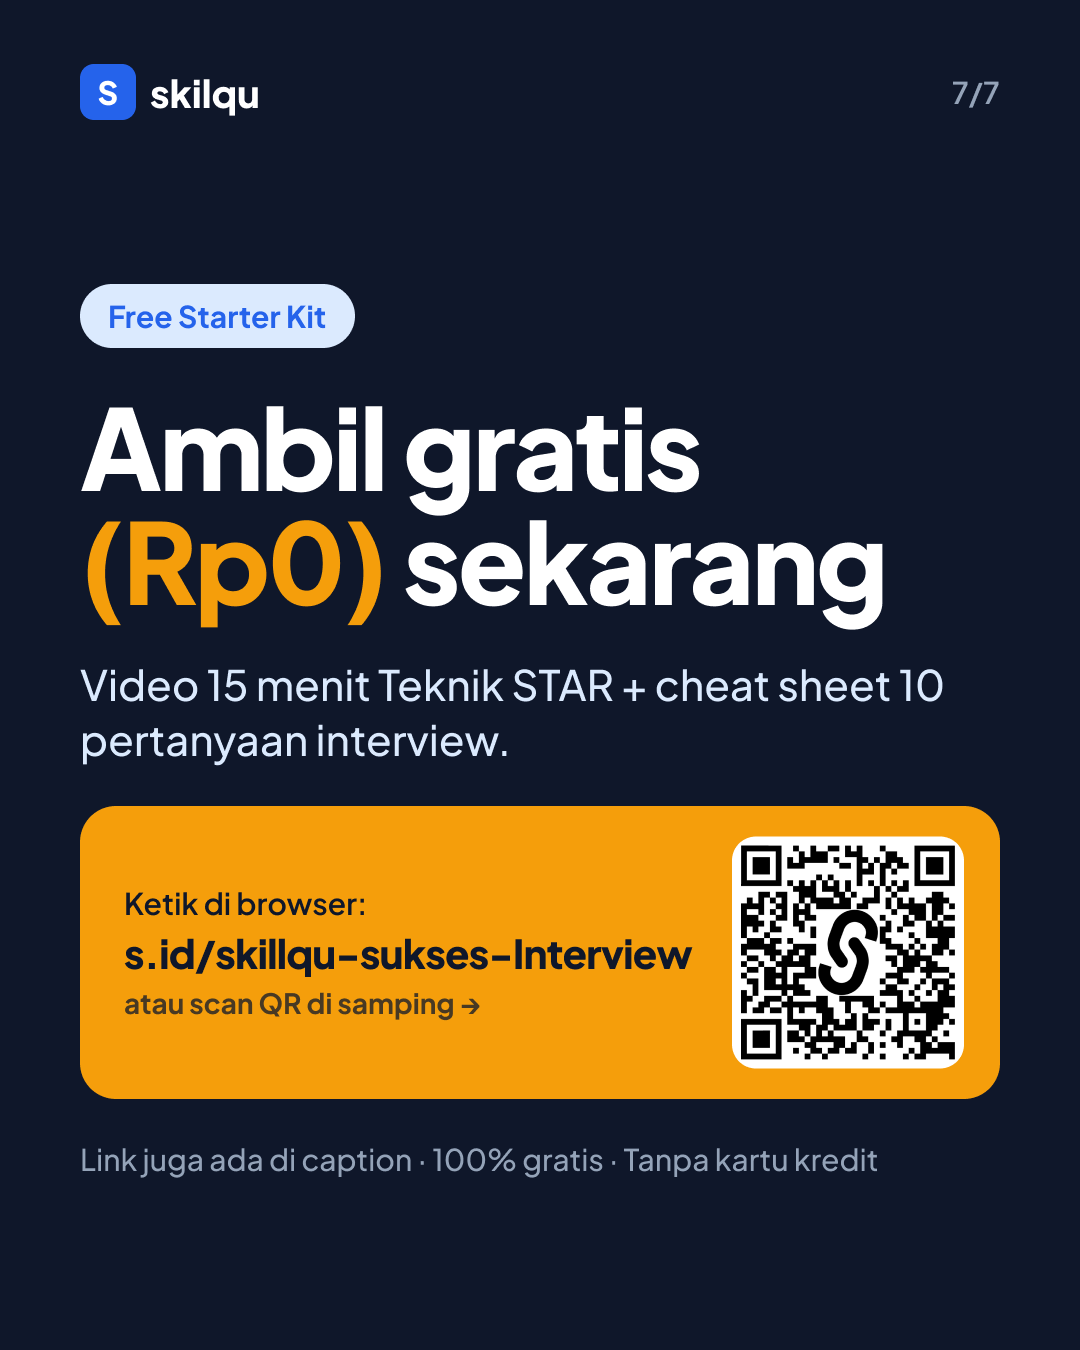 S skilqu
7/7
Free Starter Kit
Ambil gratis
(Rp0) sekarang
Video 15 menit Teknik STAR + cheat sheet 10
pertanyaan interview.
Ketik di browser:
s.id/skillqu-sukses-Interview
atau scan QR di samping →
Link juga ada di caption · 100% gratis · Tanpa kartu kredit